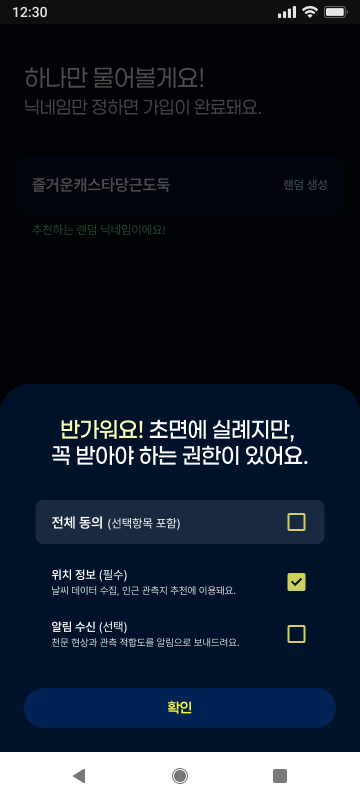 12:30
하나만 물어볼게요!
닉네임만 정하면 가입이 완료돼요.
즐거운캐스타당근도둑
랜덤 생성
추천하는 랜덤 닉네임이에요!
반가워요! 초면에 실례지만,
꼭 받아야 하는 권한이 있어요.
전체 동의 (선택항목 포함)
위치 정보 (필수)
날씨 데이터 수집, 인근 관측지 추천에 이용돼요.
알림 수신 (선택)
천문 현상과 관측 적합도를 알림으로 보내드려요.
확인